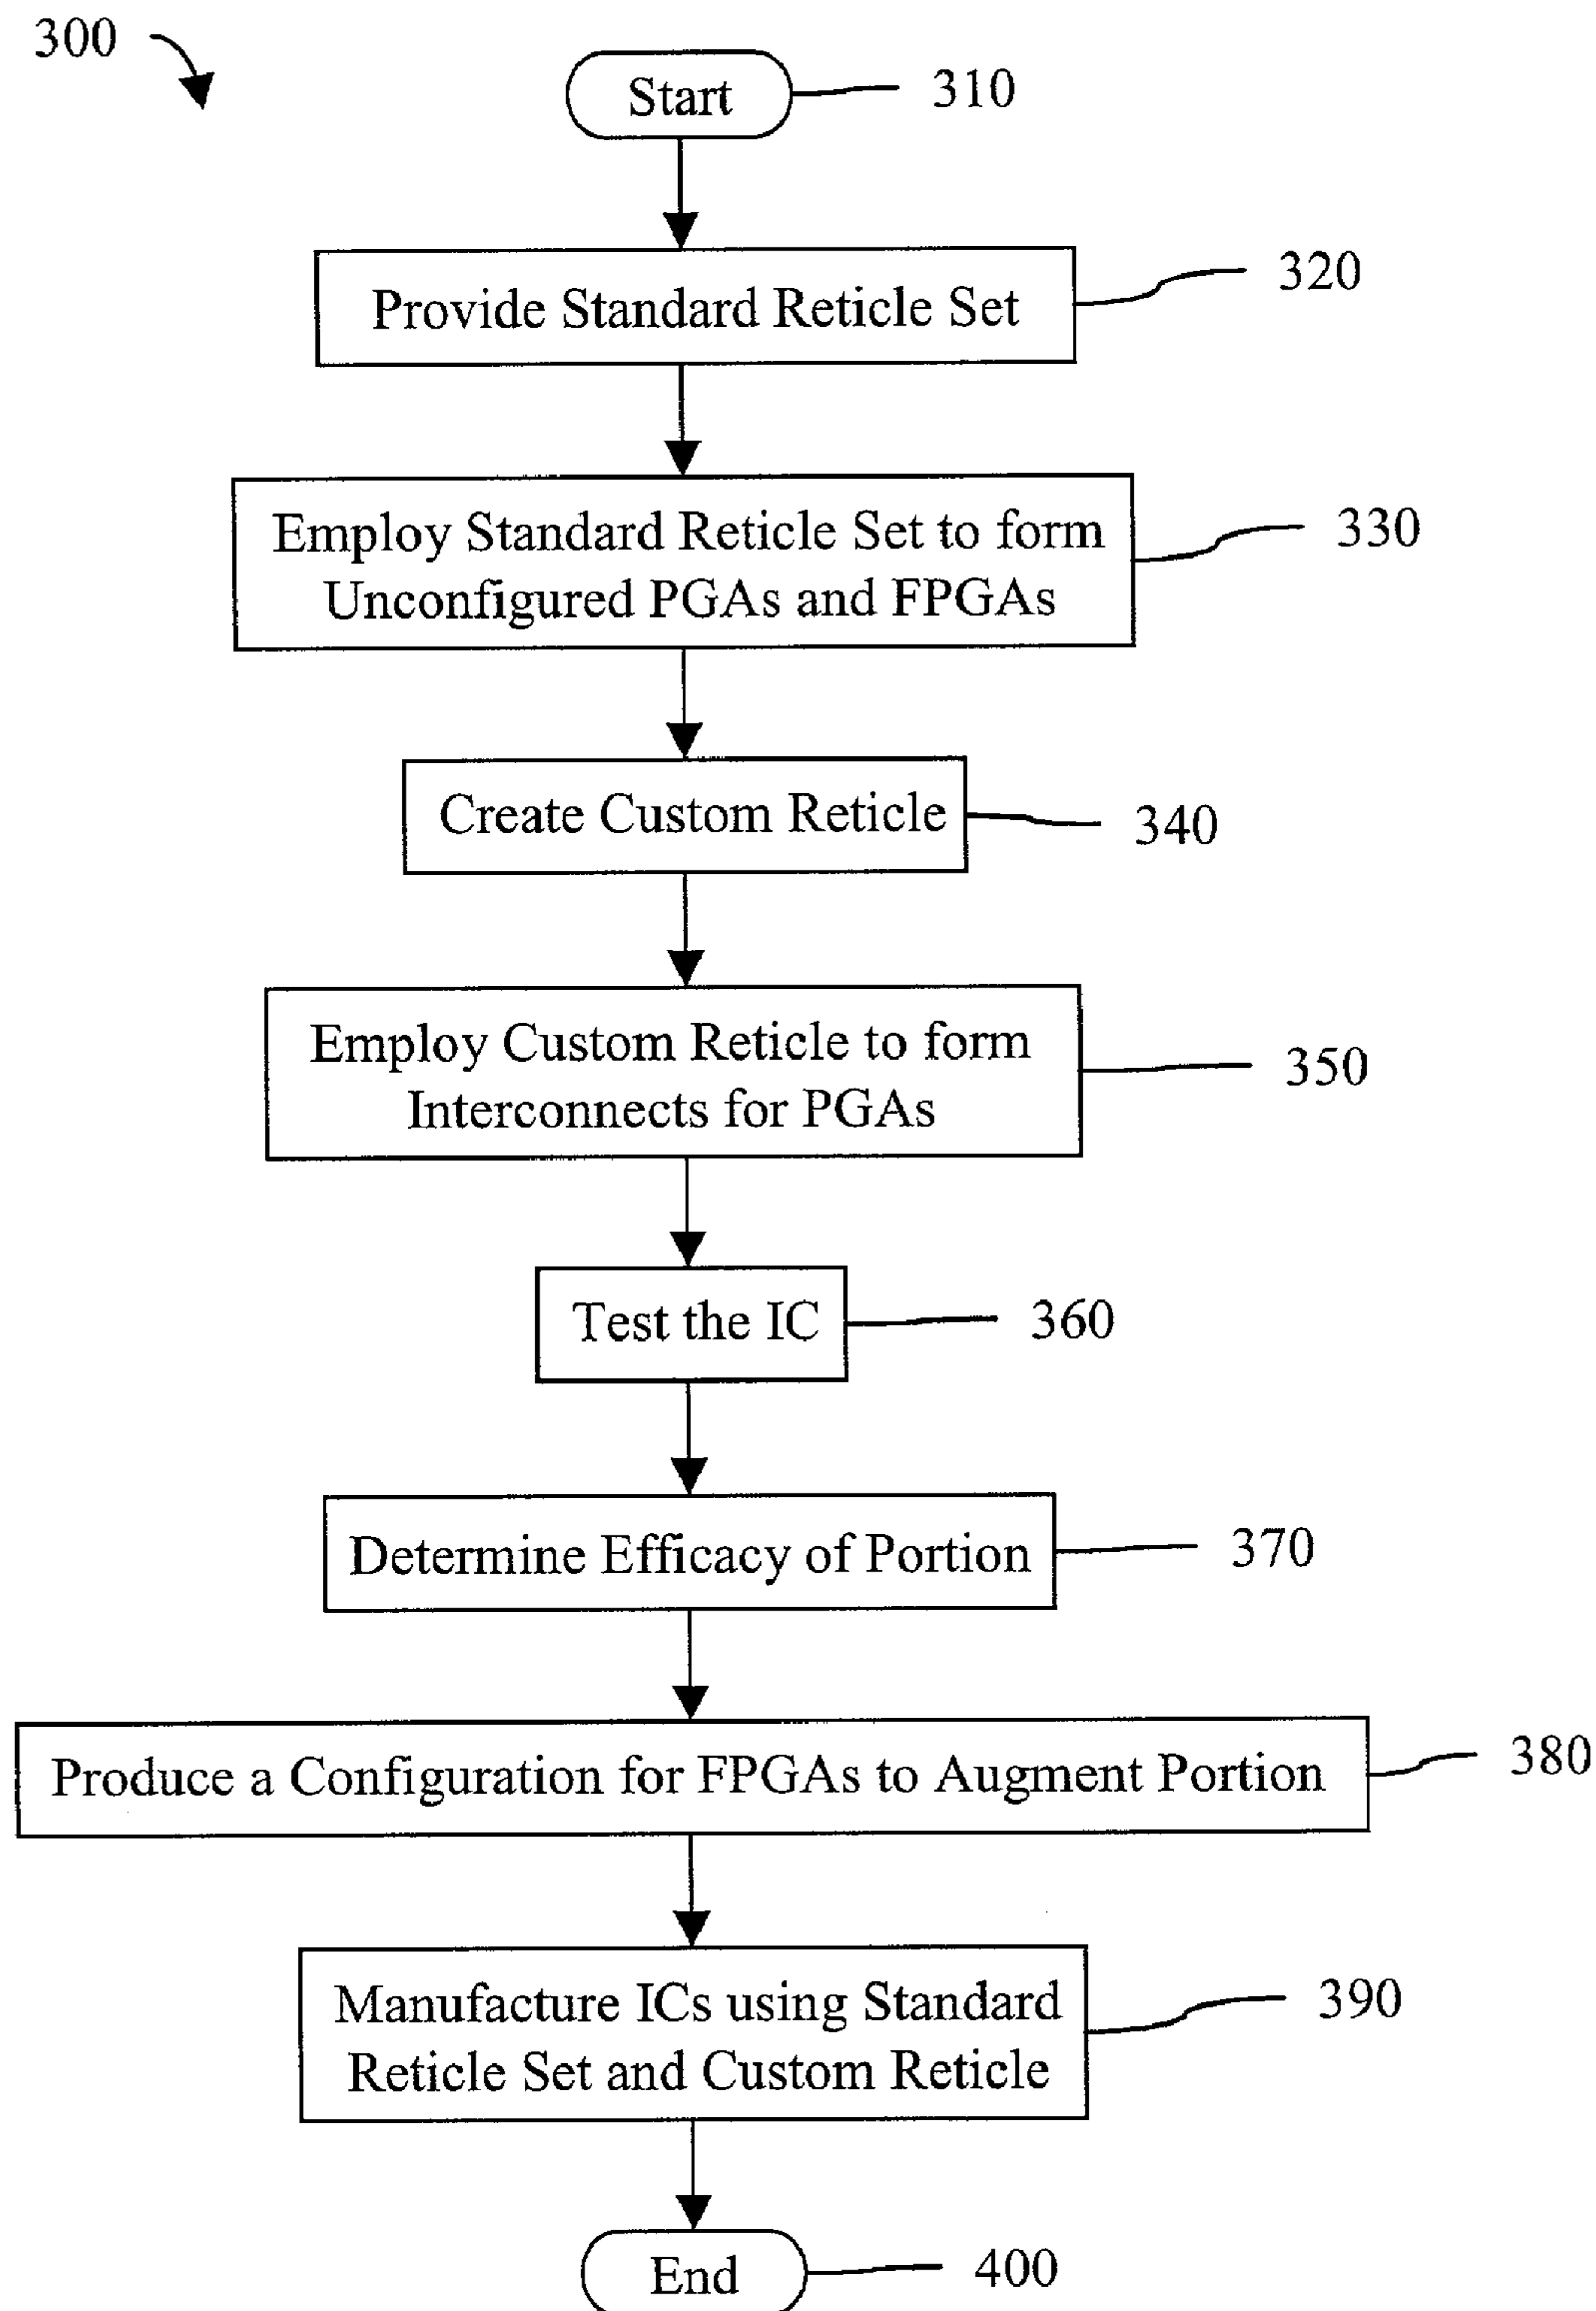 300
Start
310
Provide Standard Reticle Set
320
Employ Standard Reticle Set to form
Unconfigured PGAs and FPGAs
330
Create Custom Reticle
340
Employ Custom Reticle to form
Interconnects for PGAs
350
Test the IC
360
Determine Efficacy of Portion
370
Produce a Configuration for FPGAs to Augment Portion
380
Manufacture ICs using Standard
Reticle Set and Custom Reticle
390
End
400